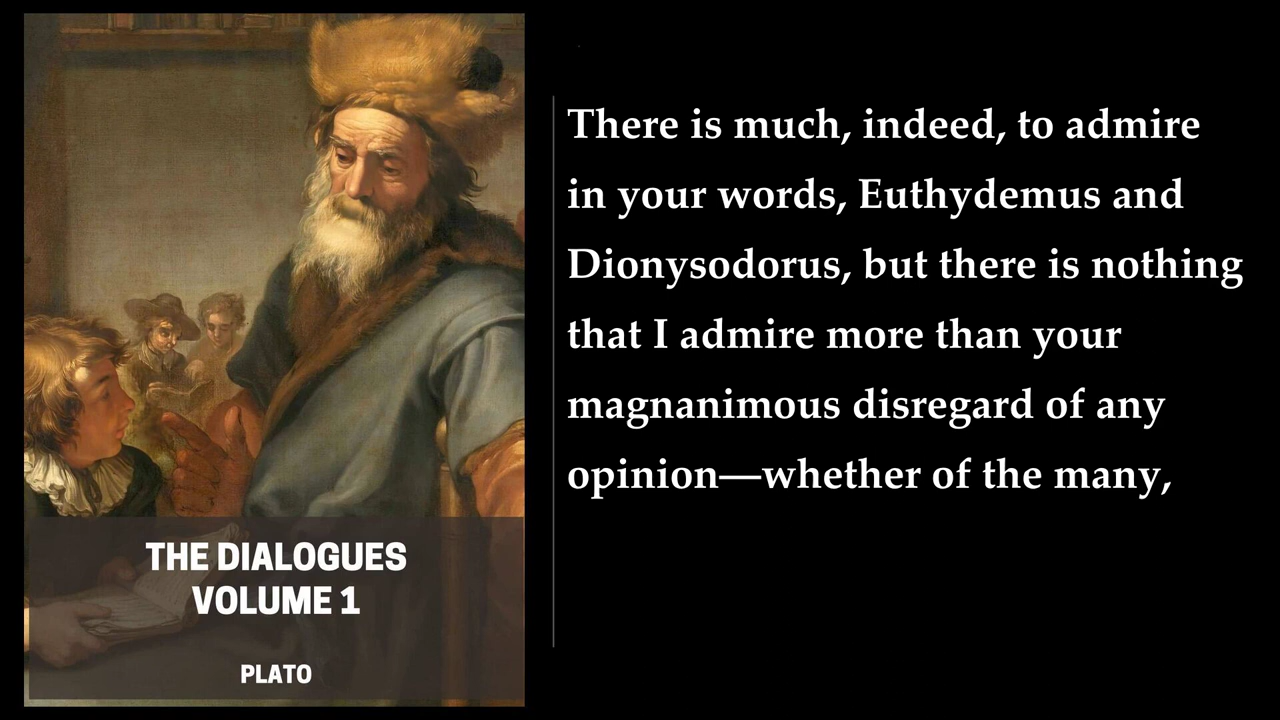 THE DIALOGUES
VOLUME 1
PLATO
There is much, indeed, to admire
in your words, Euthydemus and
Dionysodorus, but there is nothing
that I admire more than your
magnanimous disregard of any
opinion—whether of the many,